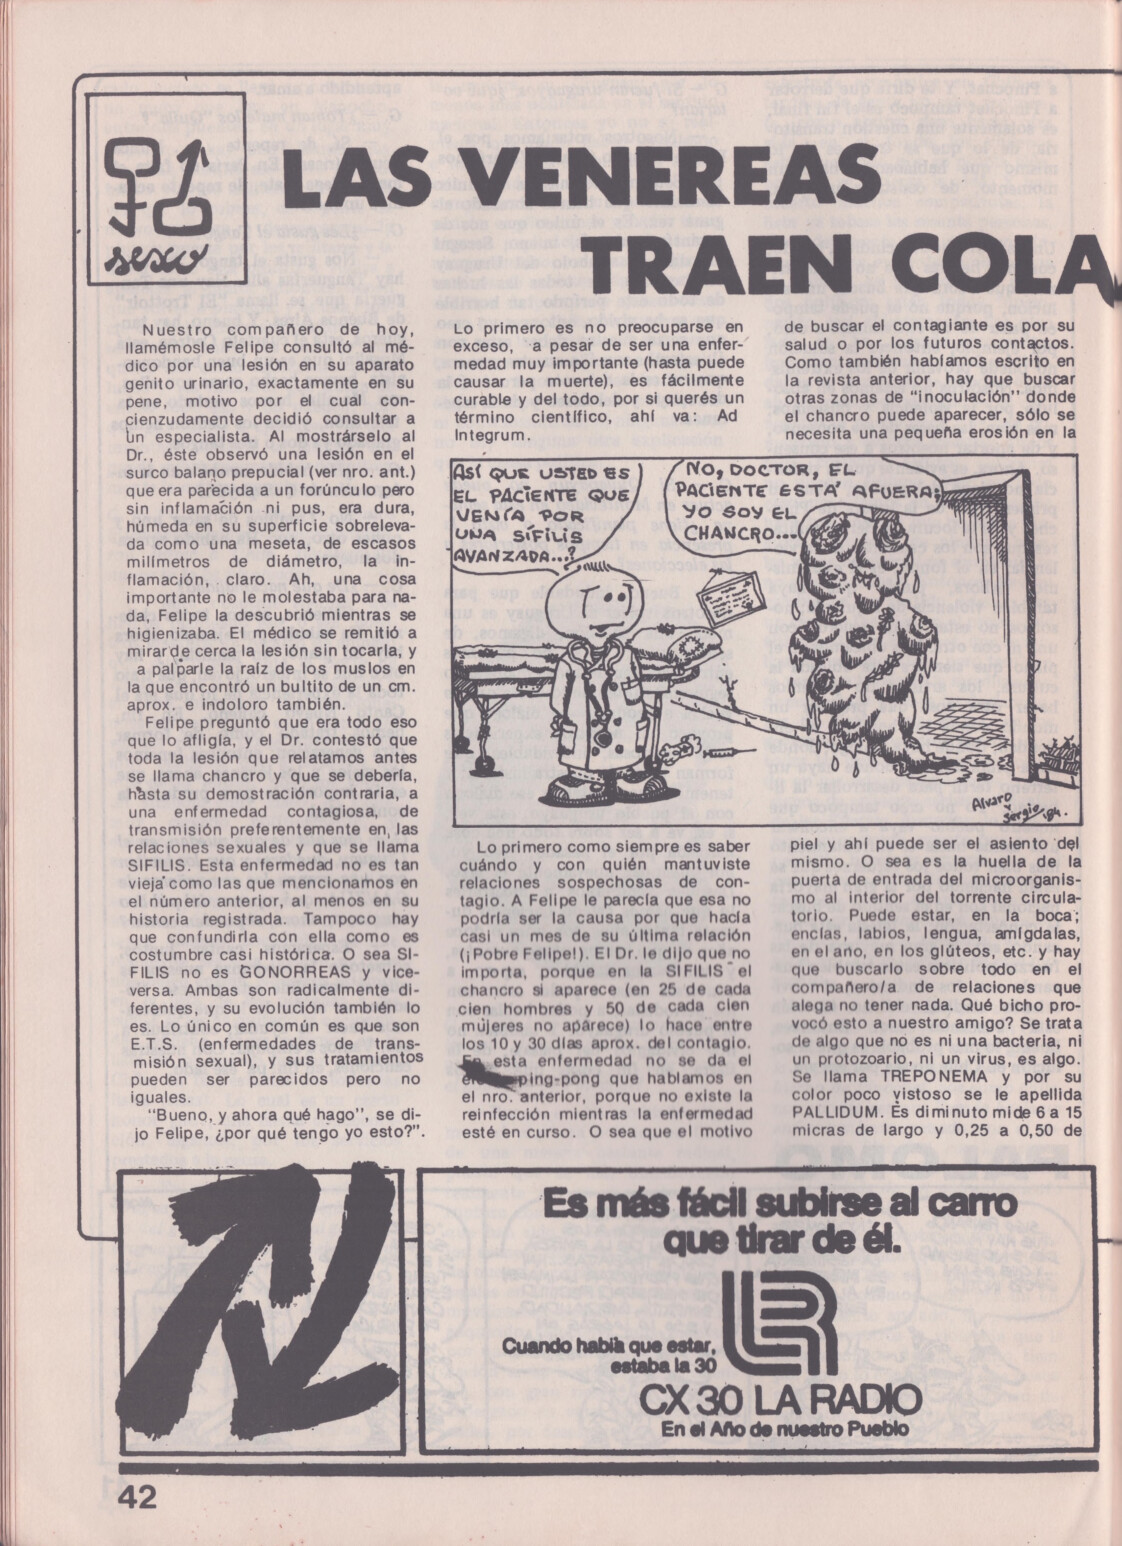 sexo
LAS VENEREAS
TRAEN COLA
Nuestro compañero de hoy,
llamémosle Felipe consultó al mé-
dico por una lesión en su aparato
genito urinario, exactamente en su
pene, motivo por el cual con-
cienzudamente decidió consultar a
un especialista. Al mostrárselo al
Dr., éste observó una lesión en el
surco balano prepucial (ver nro. ant.)
que era parecida a un forúnculo pero
sin inflamación ni pus, era dura,
húmeda en su superficie sobreleva-
da como una meseta, de escasos
milímetros de diámetro, la in-
flamación, claro. Ah, una cosa
importante no le molestaba para na-
da, Felipe la descubrió mientras se
higienizaba. El médico se remitió a
mirar de cerca la lesión sin tocarla, y
a palparle la raíz de los muslos en
la que encontró un bultito de un cm.
aprox. e indoloro también.
Felipe preguntó que era todo eso
que lo afligía, y el Dr. contestó que
toda la lesión que relatamos antes
se llama chancro y que se debería,
hasta su demostración contraria, a
una enfermedad contagiosa, de
transmisión preferentemente en, las
relaciones sexuales y que se llama
SIFILIS. Esta enfermedad no es tan
vieja como las que mencionamos en
el número anterior, al menos en su
historia registrada. Tampoco hay
que confundirla con ella como es
costumbre casi histórica. O sea SI-
FILIS no es GONORREAS y vice-
versa. Ambas son radicalmente di-
ferentes, y su evolución también lo
es. Lo único en común es que son
E.T.S. (enfermedades de trans-
misión sexual), y sus tratamientos
pueden ser parecidos pero no
iguales.
"Bueno, y ahora qué hago", se di-
jo Felipe, ¿por qué tengo yo esto?".
Lo primero es no preocuparse en
exceso, a pesar de ser una enfer-
medad muy importante (hasta puede
causar la muerte), es fácilmente
curable y del todo, por si querés un
término científico, ahí va: Ad
Integrum.
de buscar el contagiante es por su
salud o por los futuros contactos.
Como también hablamos escrito en
la revista anterior, hay que buscar
otras zonas de "inoculación" donde
el chancro puede aparecer, sólo se
necesita una pequeña erosión en la
ASÍ QUE USTED ES
EL PACIENTE QUE
VENÍA POR
UNA SÍFILIS
AVANZADA...?
NO, DOCTOR, EL
PACIENTE ESTÁ AFUERA;
YO SOY EL
CHANCRO...
Alvaro
y
Sergio '84.
Lo primero como siempre es saber
cuándo y con quién mantuviste
relaciones sospechosas de con-
tagio. A Felipe le parecía que esa no
podría ser la causa por que hacía
casi un mes de su última relación
(¡Pobre Felipe!). El Dr. le dijo que no
importa, porque en la SIFILIS el
chancro si aparece (en 25 de cada
cien hombres y 50 de cada cien
mujeres no aparece) lo hace entre
los 10 y 30 días aprox. del contagio.
En esta enfermedad no se da el
ping-pong que hablamos en
el nro. anterior, porque no existe la
reinfección mientras la enfermedad
esté en curso. O sea que el motivo
piel y ahí puede ser el asiento del
mismo. O sea es la huella de la
puerta de entrada del microorganis-
mo al interior del torrente circula-
torio. Puede estar, en la boca;
encías, labios, lengua, amígdalas,
en el ano, en los glúteos, etc. y hay
que buscarlo sobre todo en el
compañero/a de relaciones que
alega no tener nada. Qué bicho pro-
vocó esto a nuestro amigo? Se trata
de algo que no es ni una bacteria, ni
un protozoario, ni un virus, es algo.
Se llama TREPONEMA y por su
color poco vistoso se le apellida
PALLIDUM. Es diminuto mide 6 a 15
micras de largo y 0,25 a 0,50 de
Es más fácil subirse al carro
que tirar de él.
Cuando había que estar,
estaba la 30
CX 30 LA RADIO
En el Año de nuestro Pueblo
42